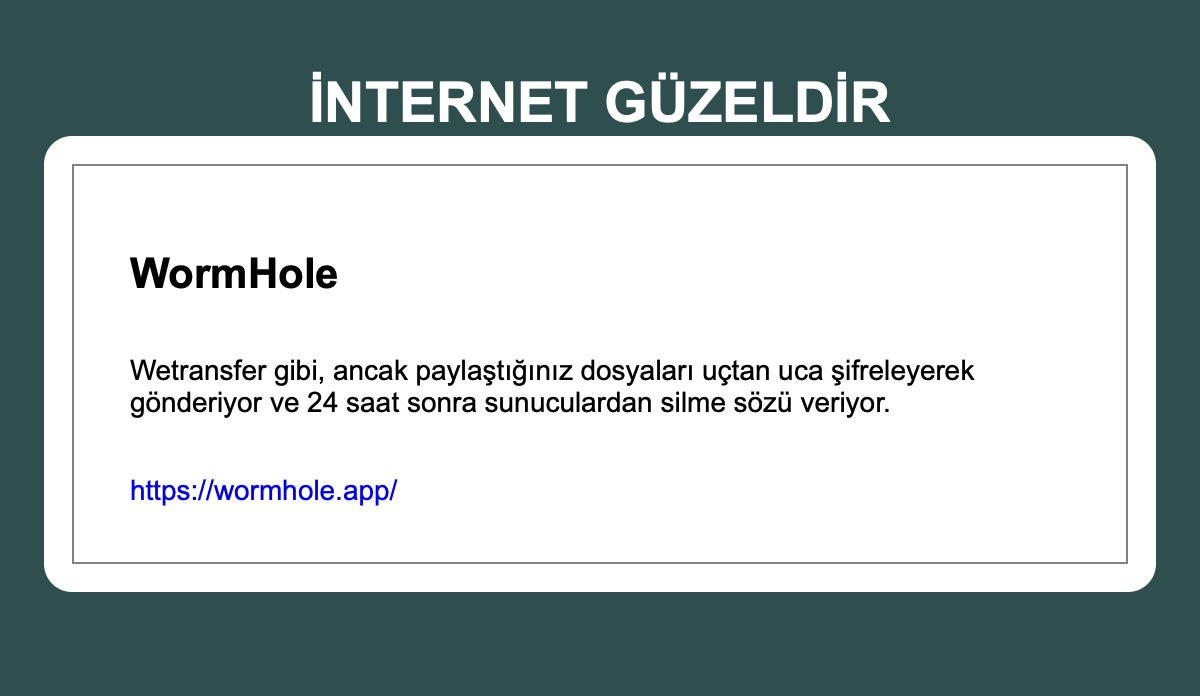 İNTERNET GÜZELDİR
WormHole
Wetransfer gibi, ancak paylaştığınız dosyaları uçtan uca şifreleyerek
gönderiyor ve 24 saat sonra sunuculardan silme sözü veriyor.
https://wormhole.app/